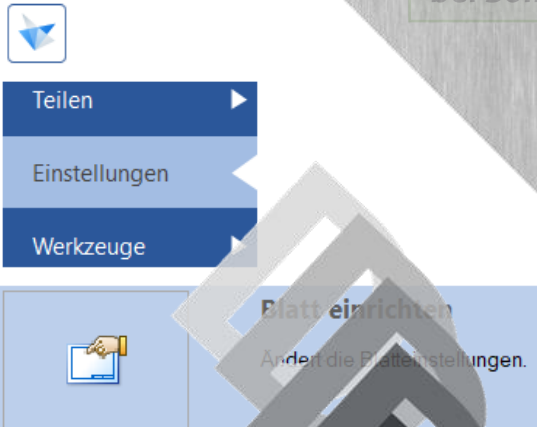 Teilen
Einstellungen
Werkzeuge
Blatt einrichten
Ändert die Blatteinstellungen.